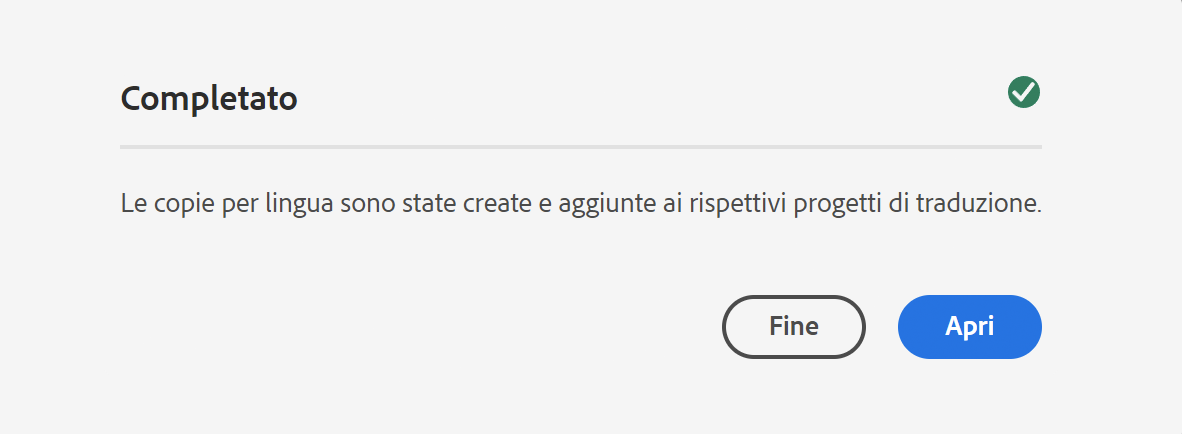 Completato
Le copie per lingua sono state create e aggiunte ai rispettivi progetti di traduzione.
Fine
Apri